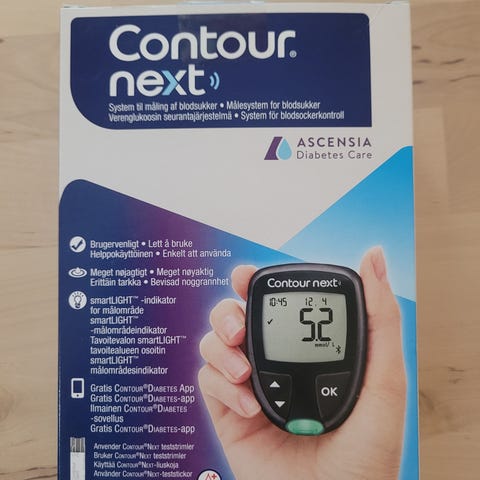 Contour®
next
System til måling af blodsukker • Målesystem for blodsukker
Verenglukoosin seurantajärjestelmä • System för blodsockerkontroll
ASCENSIA
Diabetes Care
Brugervenligt • Lett å bruke
Helppokäyttöinen • Enkelt att använda
Meget nøjagtigt • Meget nøyaktig
Erittäin tarkka • Bevisad noggrannhet
smartLIGHT™ -indikator
for målområde
smartLIGHT™
-målområdeindikator
Tavoitevalon smartLIGHT™
tavoitealueen osoitin
smartLIGHT™
målområdesindikator
Gratis CONTOUR®DIABETES App
Gratis CONTOUR®DIABETES-app
Ilmainen CONTOUR®DIABETES
-sovellus
Gratis CONTOUR®DIABETES-app
Anvender CONTOUR®NEXT teststrimler
Bruker CONTOUR®NEXT teststrimler
Käyttää CONTOUR®NEXT-liuskoja
Använder CONTOUR®NEXT-teststickor
Contour next
10:45 12. 4
✓ 5.2
mmol/L
OK